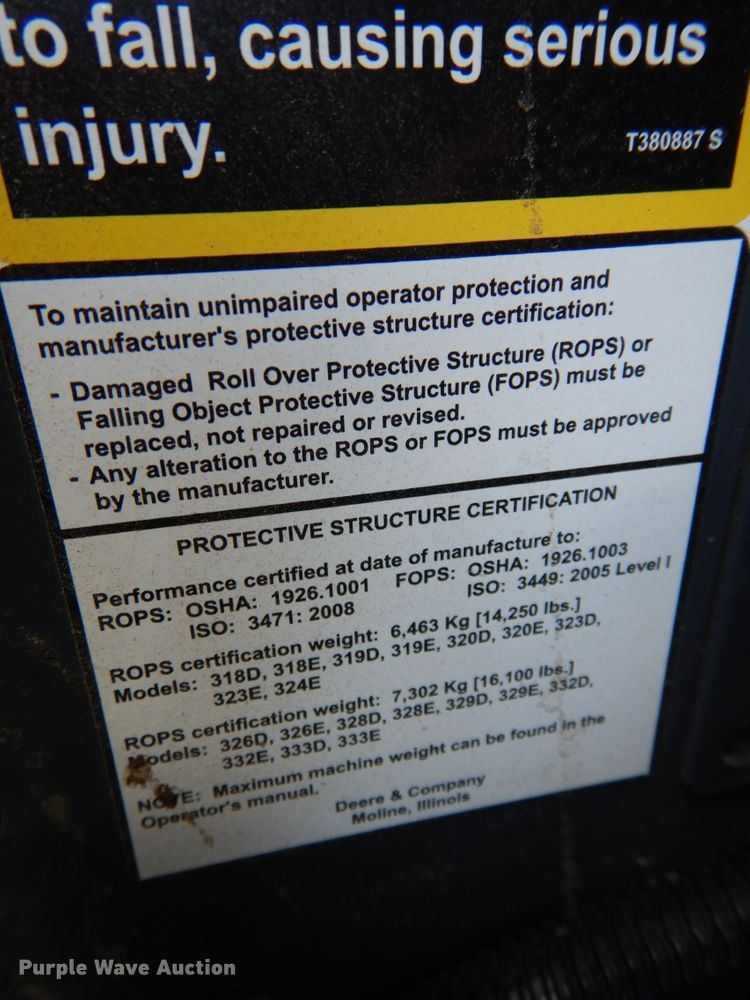 to fall, causing serious
injury.
T380887 S
To maintain unimpaired operator protection and
manufacturer's protective structure certification:
- Damaged Roll Over Protective Structure (ROPS) or
Falling Object Protective Structure (FOPS) must be
replaced, not repaired or revised.
- Any alteration to the ROPS or FOPS must be approved
by the manufacturer.
PROTECTIVE STRUCTURE CERTIFICATION
Performance certified at date of manufacture to:
ROPS: OSHA: 1926.1001 FOPS: OSHA: 1926.1003
ISO: 3471: 2008 ISO: 3449: 2005 Level I
ROPS certification weight: 6,463 Kg [14,250 lbs.]
Models: 318D, 318E, 319D, 319E, 320D, 320E, 323D,
323E, 324E
ROPS certification weight: 7,302 Kg [16,100 lbs.]
Models: 326D, 326E, 328D, 328E, 329D, 329E, 332D,
332E, 333D, 333E
NOTE: Maximum machine weight can be found in the
Operator's manual.
Deere & Company
Moline, Illinois
Purple Wave Auction